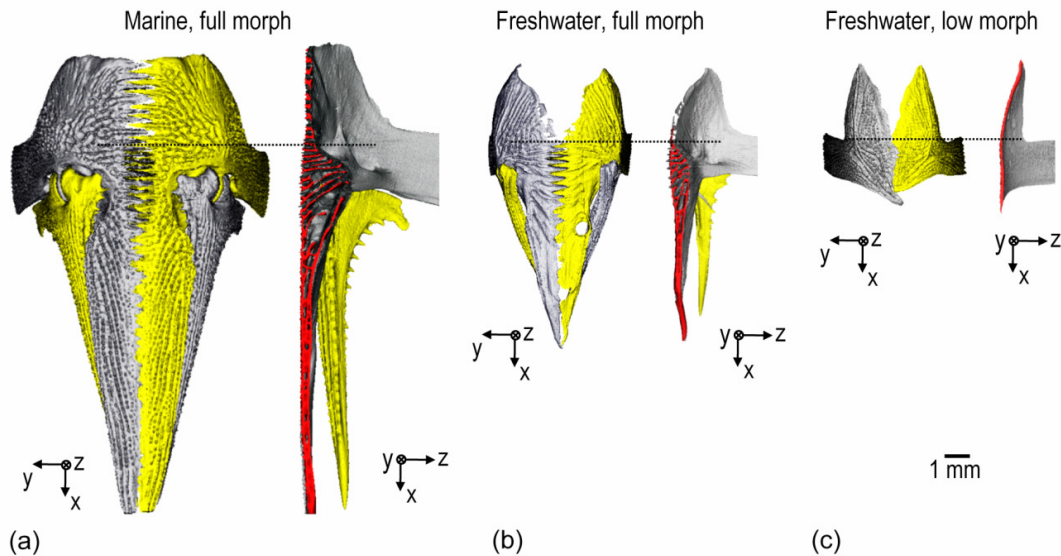 Marine, full morph
Freshwater, full morph
Freshwater, low morph
y z
x
y
x
y z
x
y
x
y z
x
y
x
1 mm
(a)
(b)
(c)